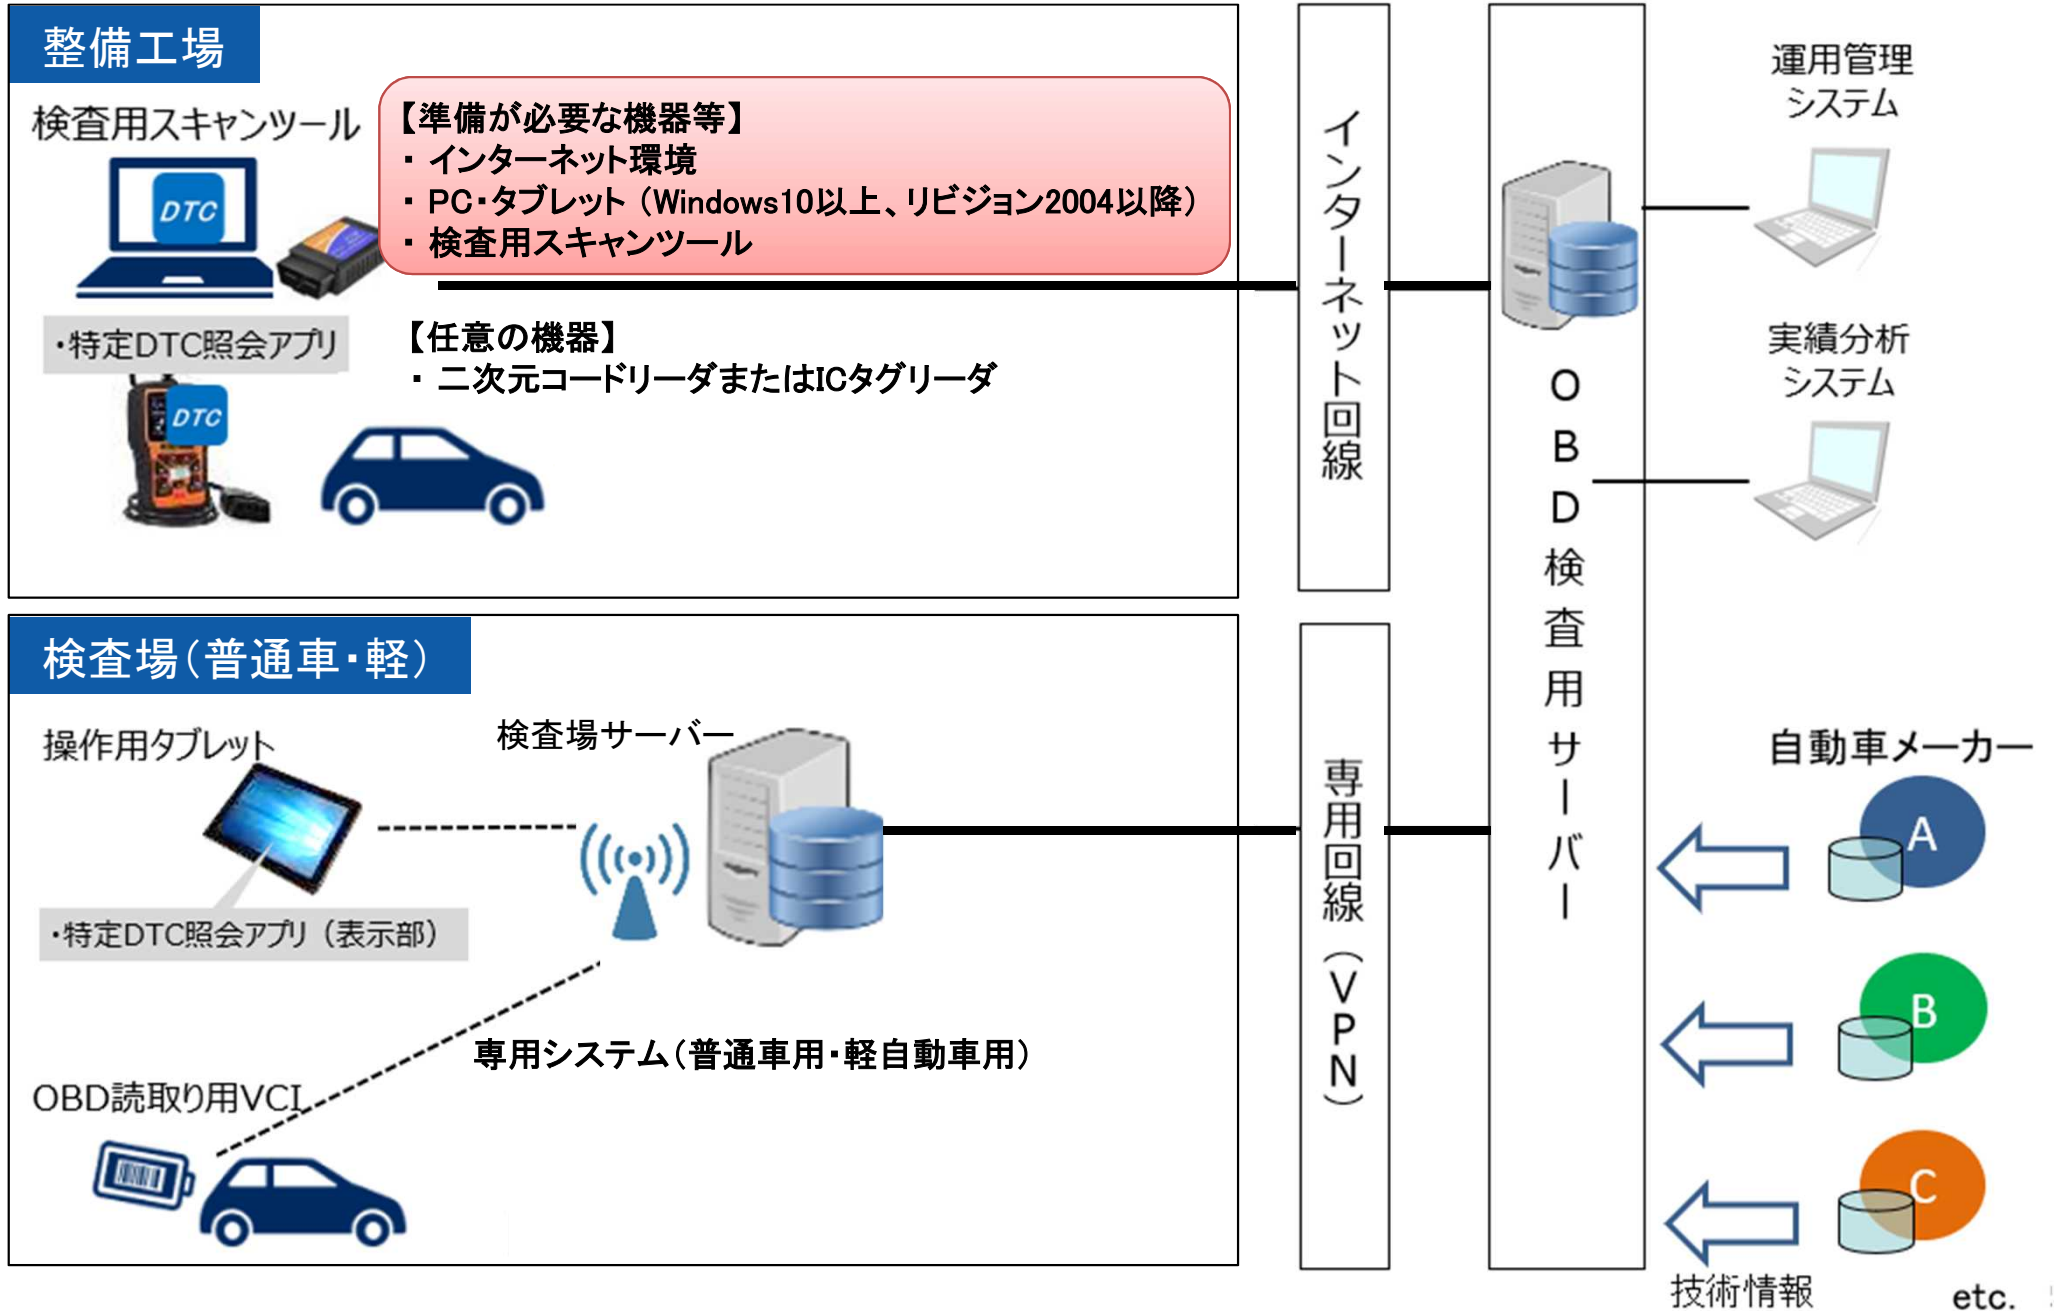 整備工場
検査用スキャンツール
DTC
・特定DTC照会アプリ
DTC
【準備が必要な機器等】
・ インターネット環境
・ PC・タブレット（Windows10以上、リビジョン2004以降）
・ 検査用スキャンツール
【任意の機器】
・ 二次元コードリーダまたはICタグリーダ
インターネット回線
OBD検査用サーバー
運用管理
システム
実績分析
システム
検査場（普通車・軽）
操作用タブレット
・特定DTC照会アプリ（表示部）
検査場サーバー
専用システム（普通車用・軽自動車用）
OBD読取り用VCI
専用回線（VPN）
自動車メーカー
A
B
C
技術情報
etc.